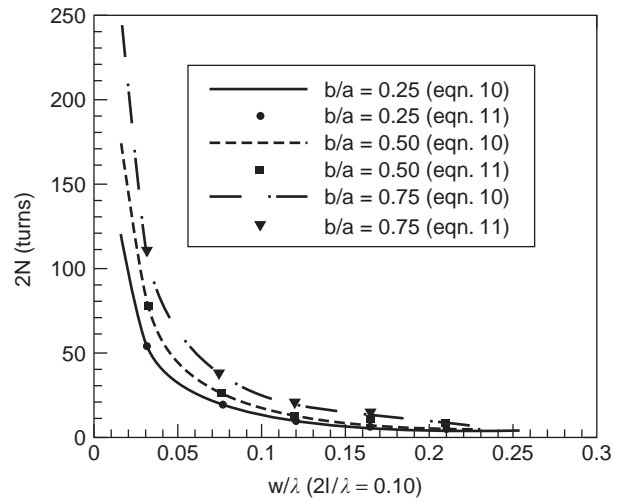 250
200
150
100
50
0
2N (turns)
b/a = 0.25 (eqn. 10)
b/a = 0.25 (eqn. 11)
b/a = 0.50 (eqn. 10)
b/a = 0.50 (eqn. 11)
b/a = 0.75 (eqn. 10)
b/a = 0.75 (eqn. 11)
0 0.05 0.1 0.15 0.2 0.25 0.3
w/λ (2l/λ = 0.10)